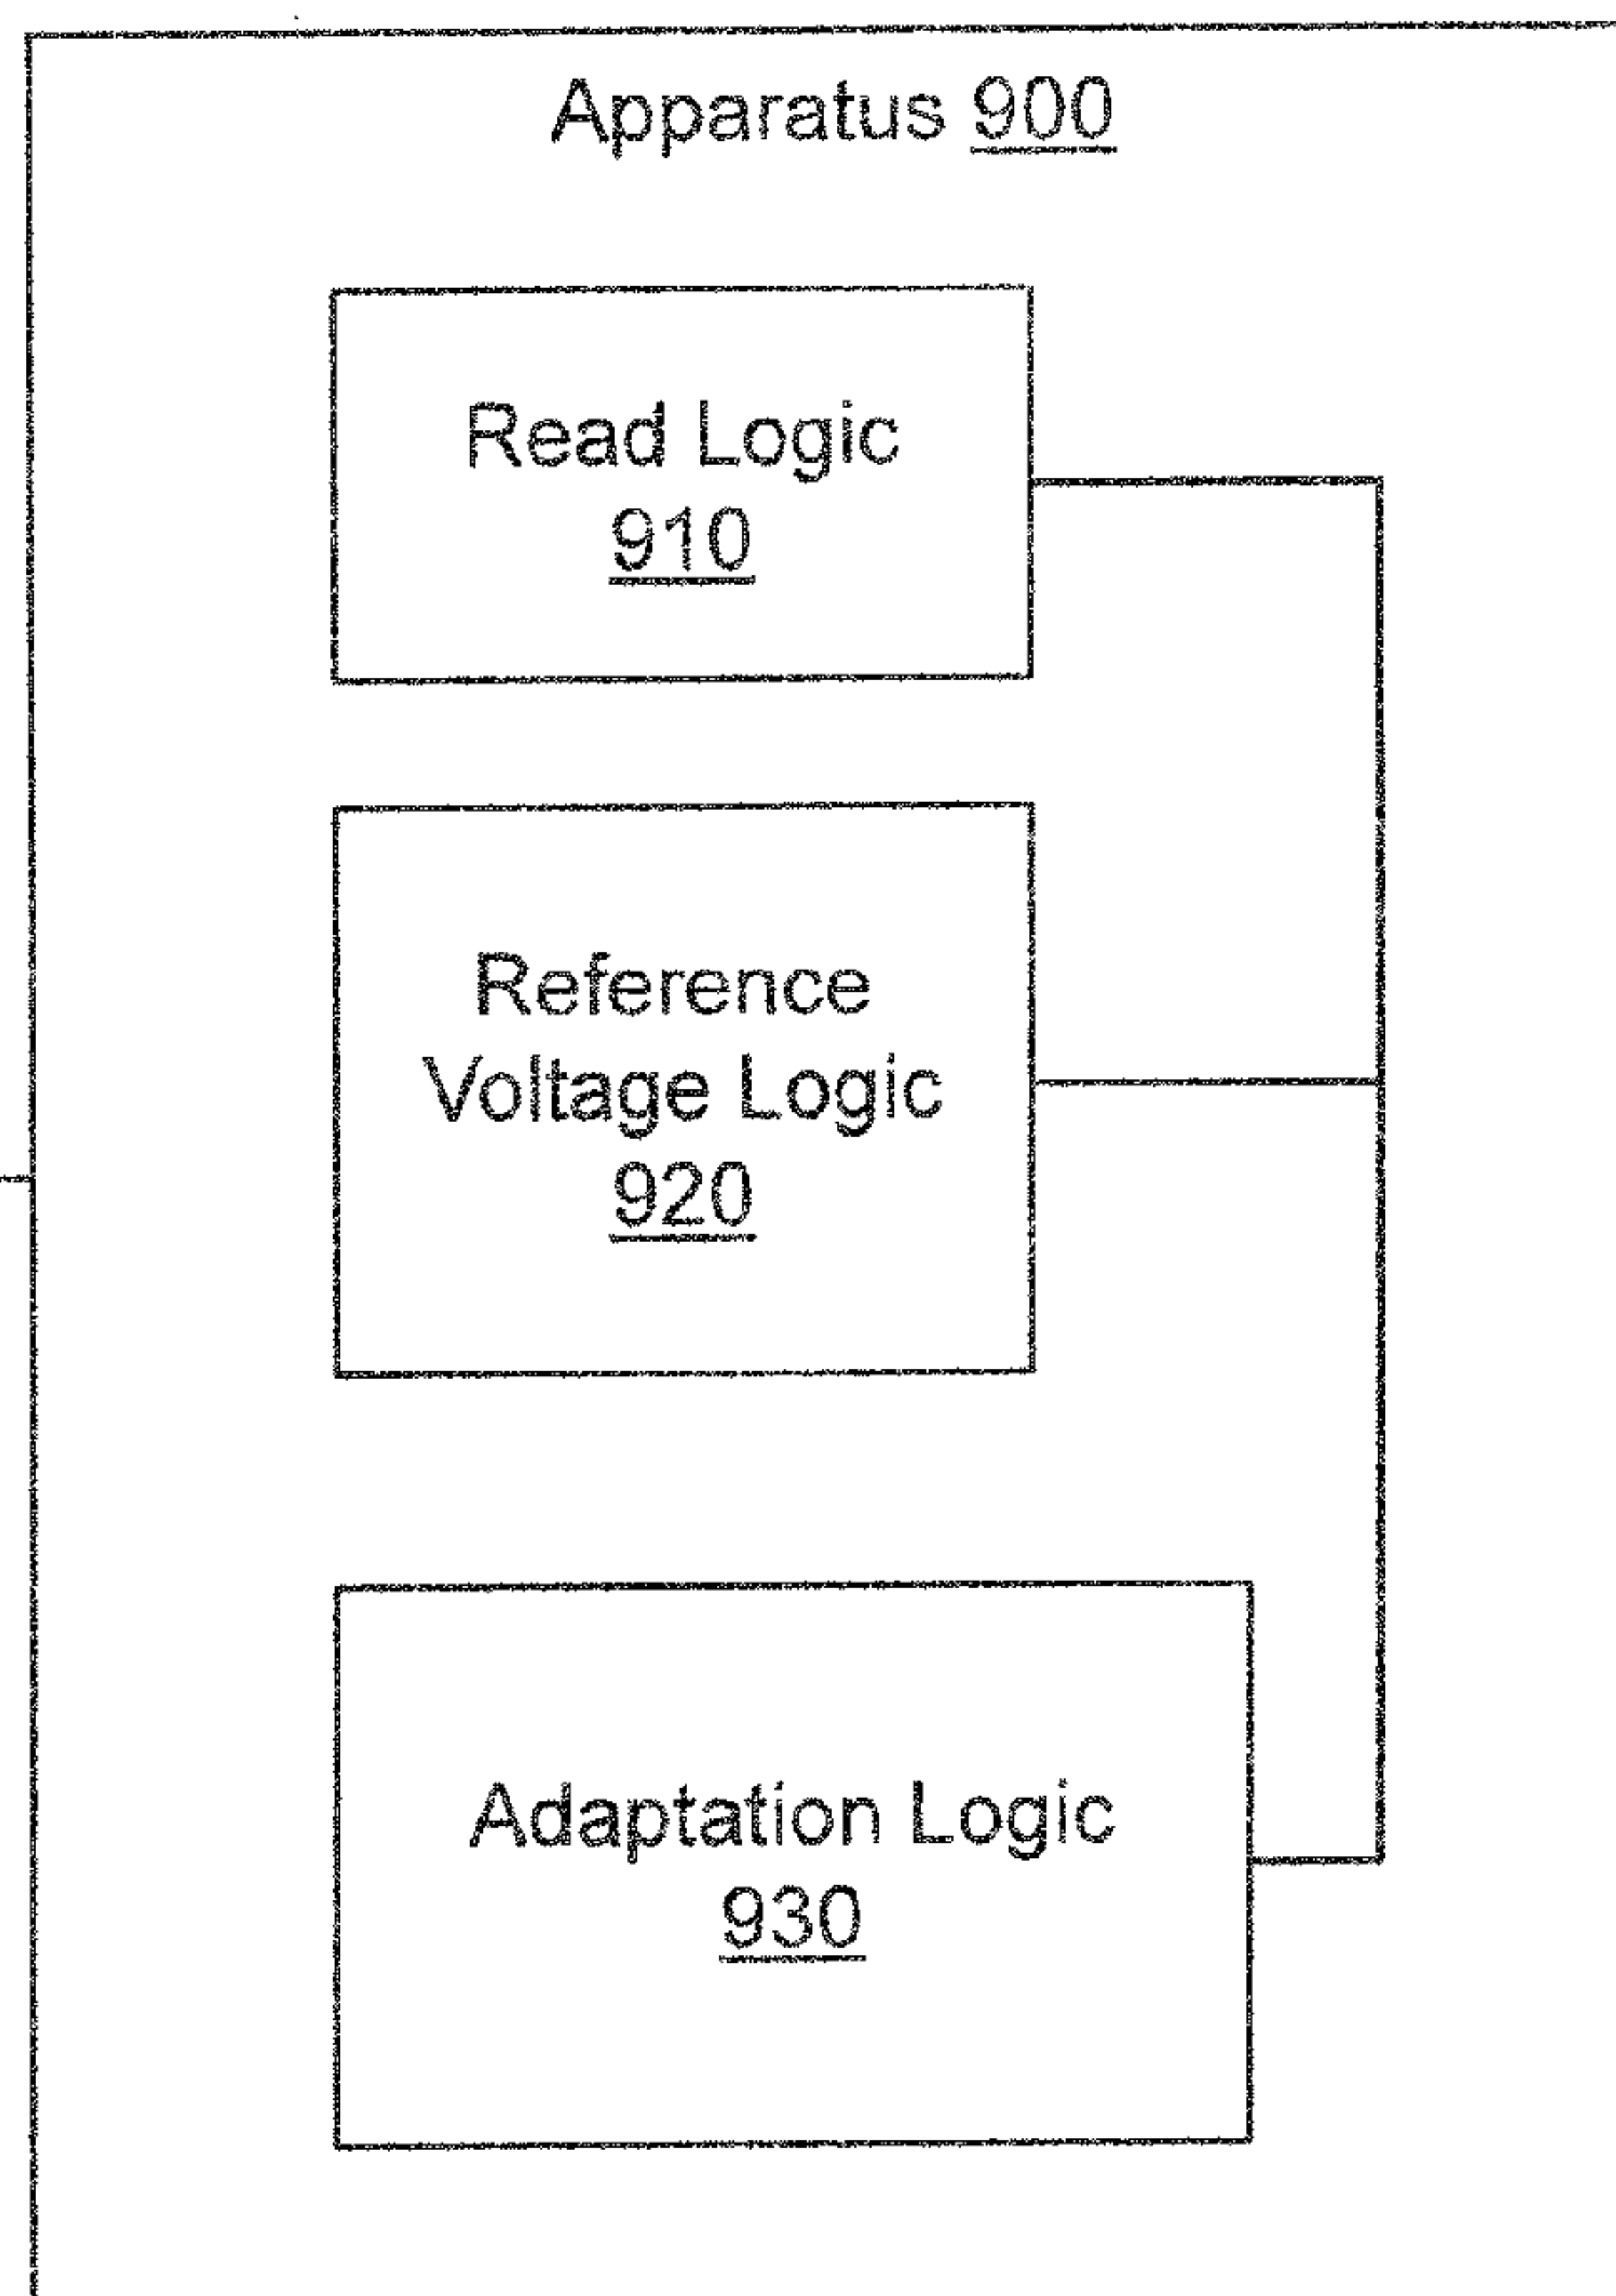 Apparatus 900
Read Logic
910
Reference
Voltage Logic
920
Adaptation Logic
930